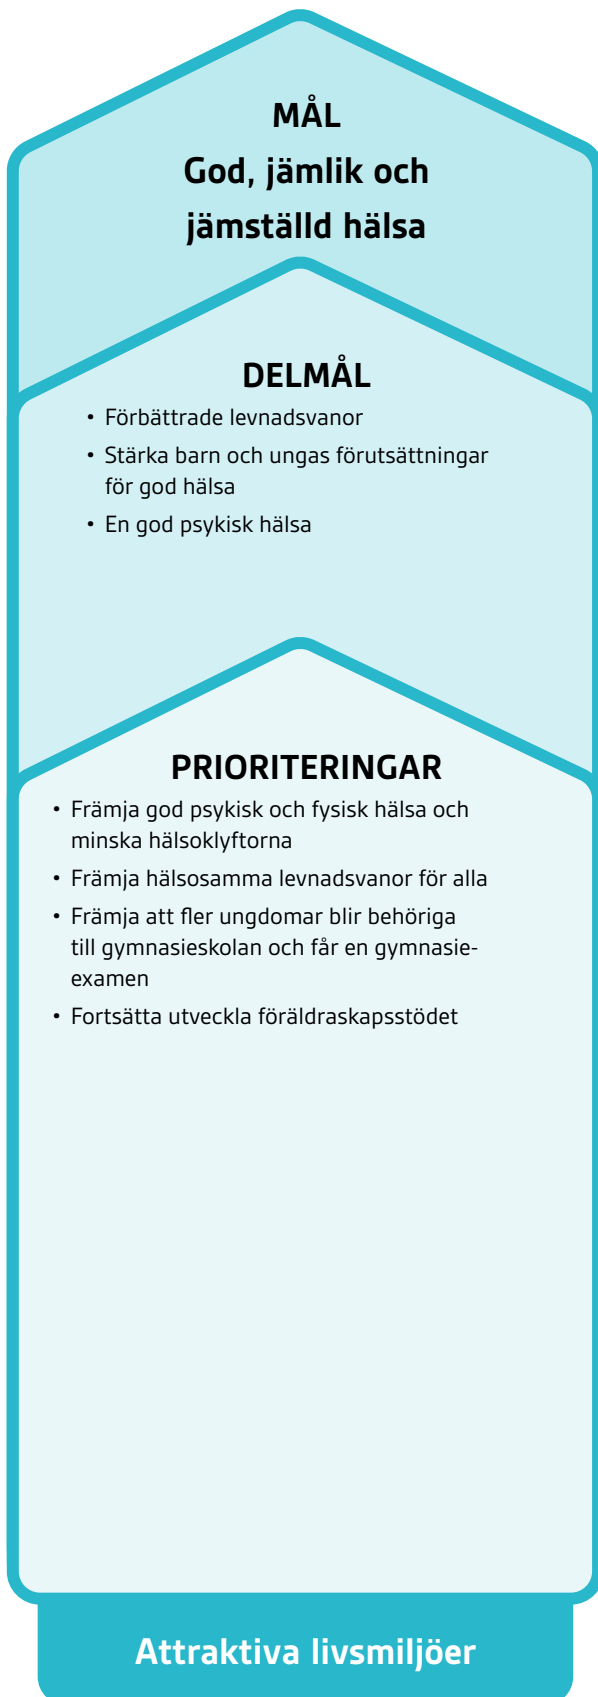 MÅL
God, jämlik och
jämställd hälsa
DELMÅL
• Förbättrade levnadsvanor
• Stärka barn och ungas förutsättningar
för god hälsa
• En god psykisk hälsa
PRIORITERINGAR
• Främja god psykisk och fysisk hälsa och
minska hälsoklyftorna
• Främja hälsosamma levnadsvanor för alla
• Främja att fler ungdomar blir behöriga
till gymnasieskolan och får en gymnasie-
examen
• Fortsätta utveckla föräldraskapsstödet
Attraktiva livsmiljöer